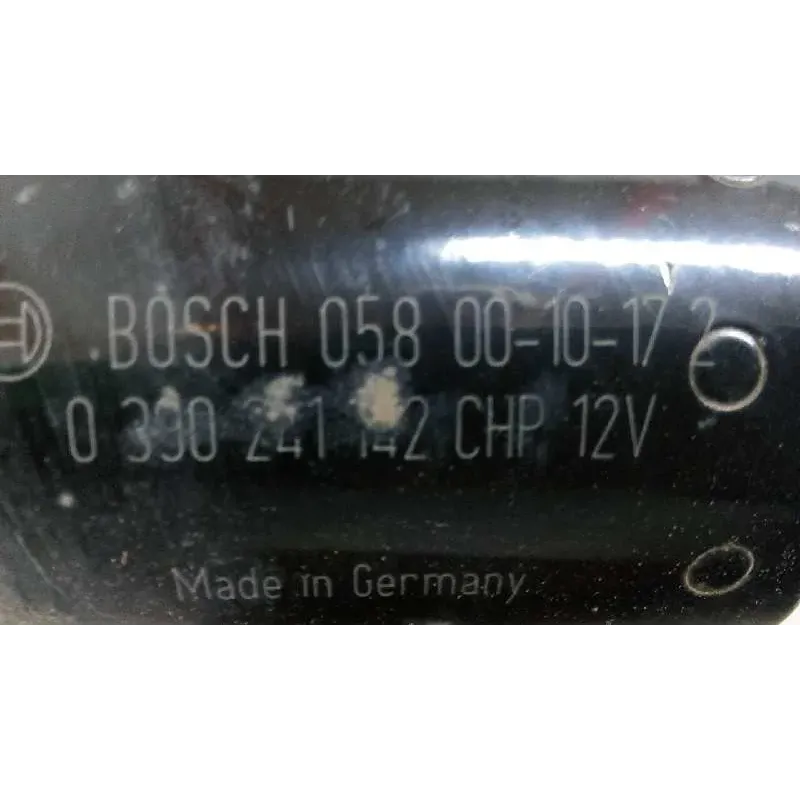 BOSCH 058 00-10-17 2
0 390 241 142 CHP 12V
Made in Germany